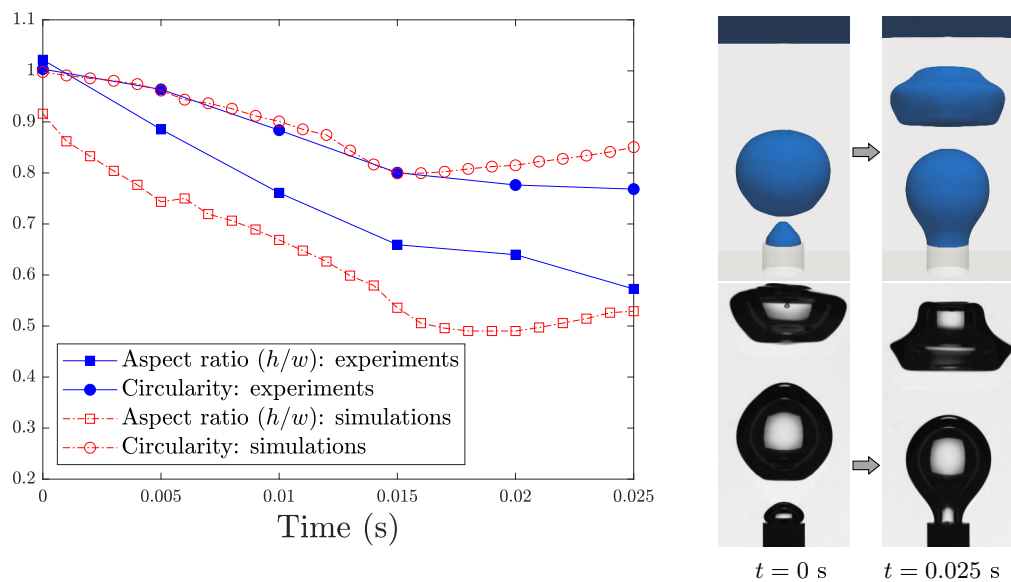 1.1
1
0.9
0.8
0.7
0.6
0.5
0.4
0.3
0.2
Aspect ratio (h/w): experiments
Circularity: experiments
Aspect ratio (h/w): simulations
Circularity: simulations
0 0.005 0.01 0.015 0.02 0.025
Time (s)
t = 0 s
t = 0.025 s